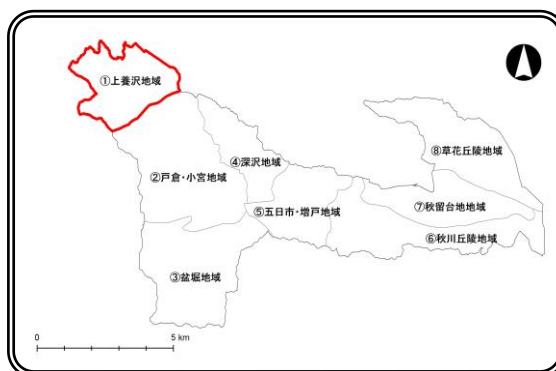 ①上養沢地域
⑧草花丘陵地域
④深沢地域
②戸倉・小宮地域
⑦秋留台地地域
⑤五日市・増戸地域
⑥秋川丘陵地域
③盆堀地域
0
5 km